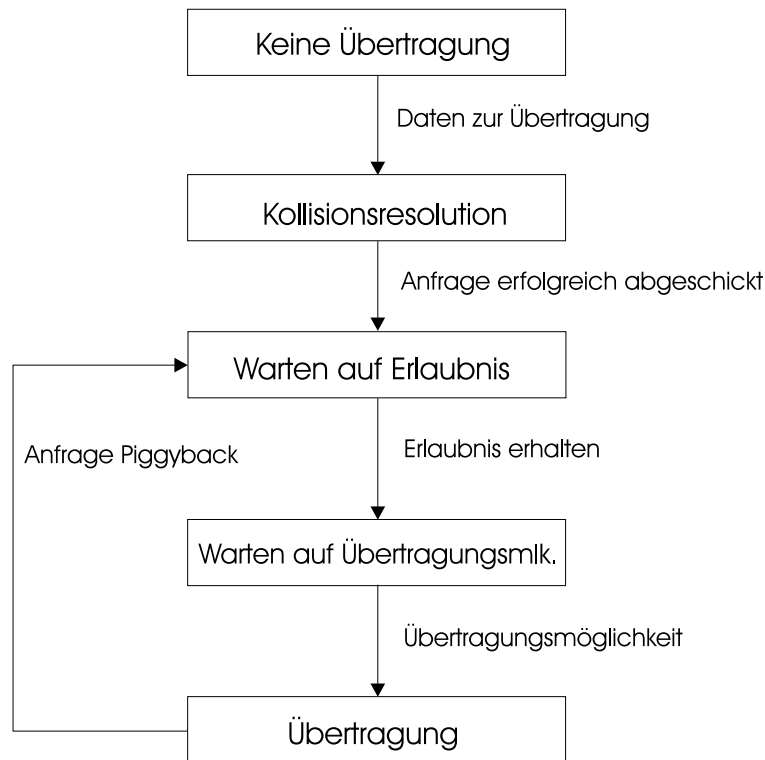 Keine Übertragung
Daten zur Übertragung
Kollisionsresolution
Anfrage erfolgreich abgeschickt
Warten auf Erlaubnis
Anfrage Piggyback
Erlaubnis erhalten
Warten auf Übertragungsmlk.
Übertragungsmöglichkeit
Übertragung